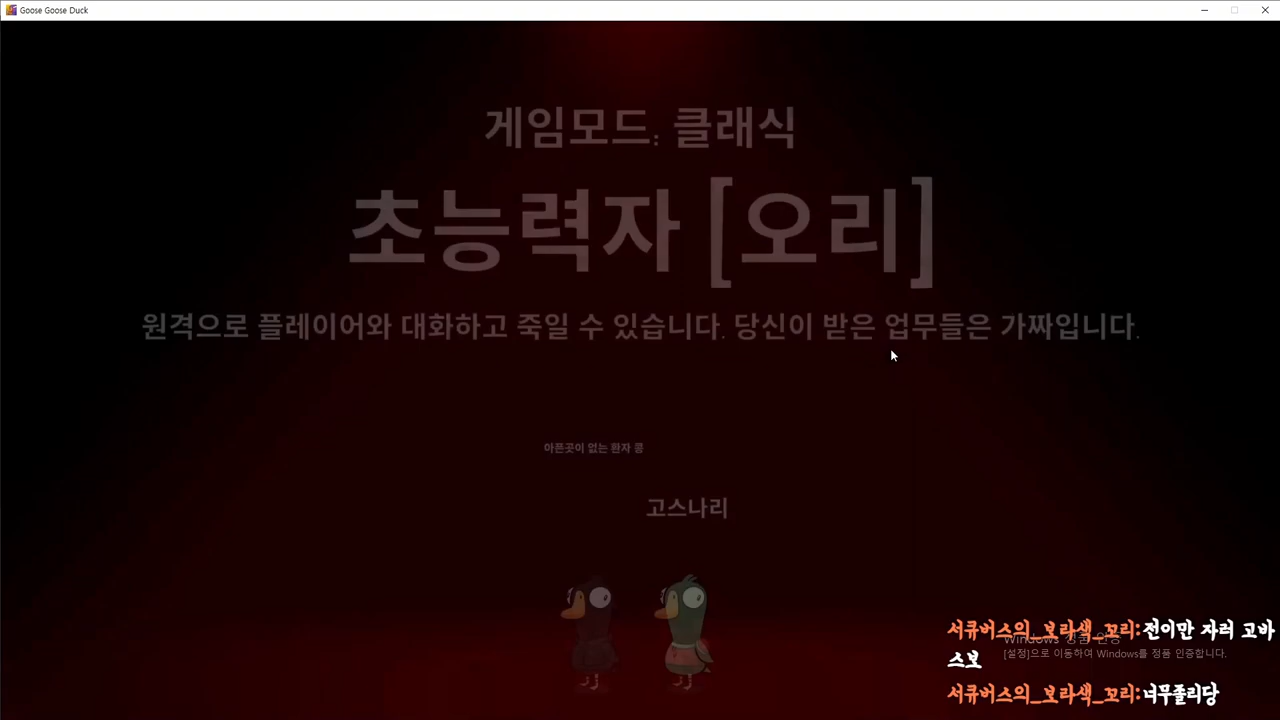 Goose Goose Duck
게임모드: 클래식
초능력자 [오리]
원격으로 플레이어와 대화하고 죽일 수 있습니다. 당신이 받은 업무들은 가짜입니다.
아픈곳이 없는 환자 콩
고스나리
서큐버스의_보라색_꼬리:전이만 자러 고바
스보
Windows 정품 인증
[설정]으로 이동하여 Windows를 정품 인증합니다.
서큐버스의_보라색_꼬리:너무졸리당